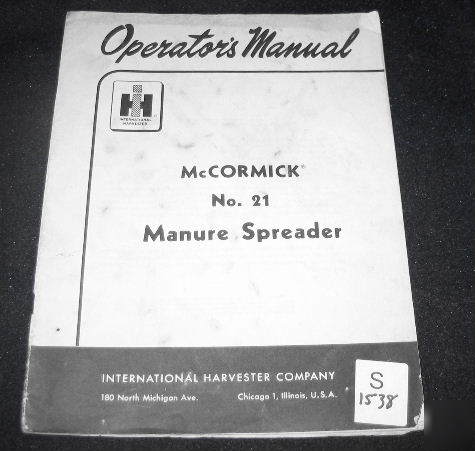 Operator's Manual
IH
INTERNATIONAL
HARVESTER
McCORMICK®
No. 21
Manure Spreader
INTERNATIONAL HARVESTER COMPANY
180 North Michigan Ave. Chicago 1, Illinois, U.S.A.
S
1538